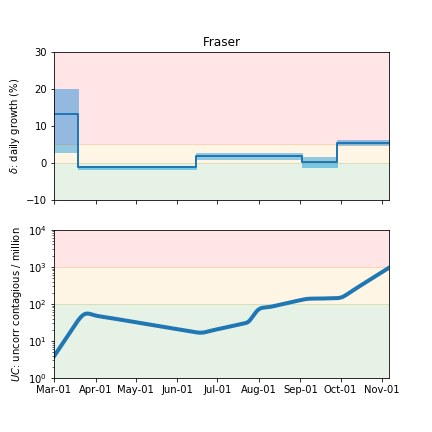 Fraser
30
20
10
0
−10
δ: daily growth (%)
10⁴
10³
10²
10¹
10⁰
UC: uncorr contagious / million
Mar-01 Apr-01 May-01 Jun-01 Jul-01 Aug-01 Sep-01 Oct-01 Nov-01